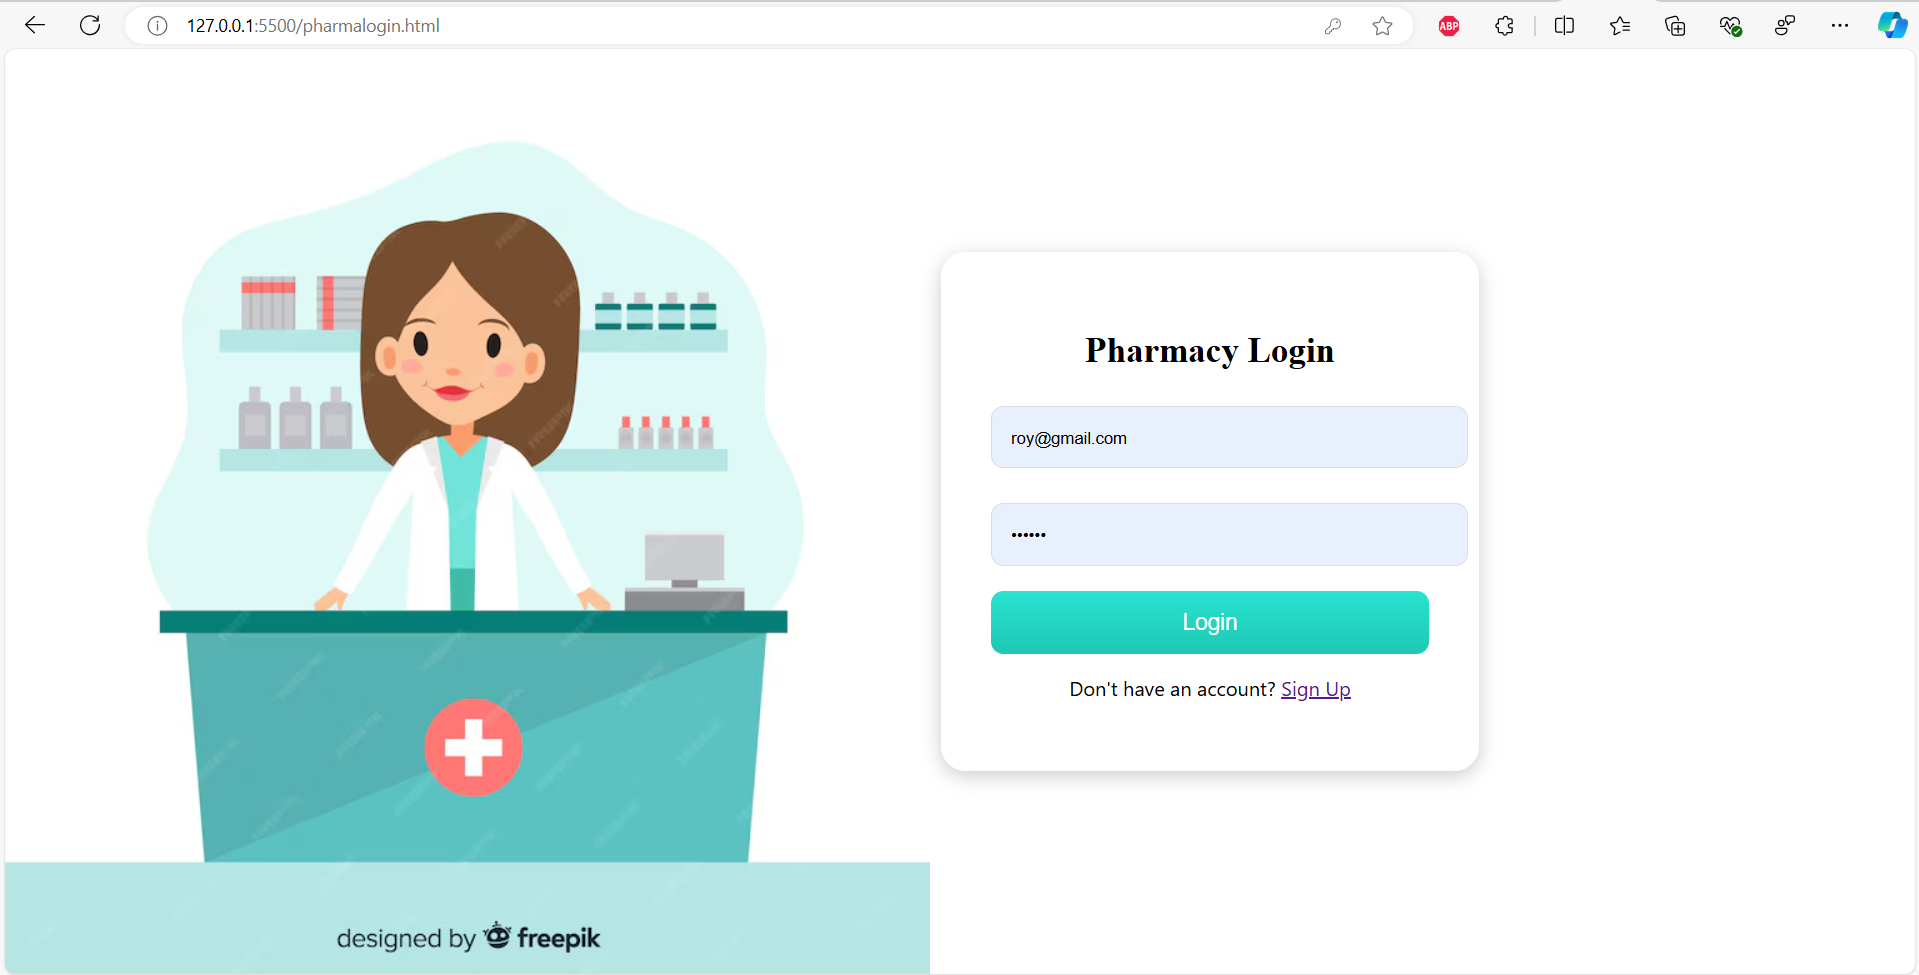 127.0.0.1:5500/pharmalogin.html
ABP
Pharmacy Login
roy@gmail.com
••••••
Login
Don't have an account? Sign Up
designed by freepik